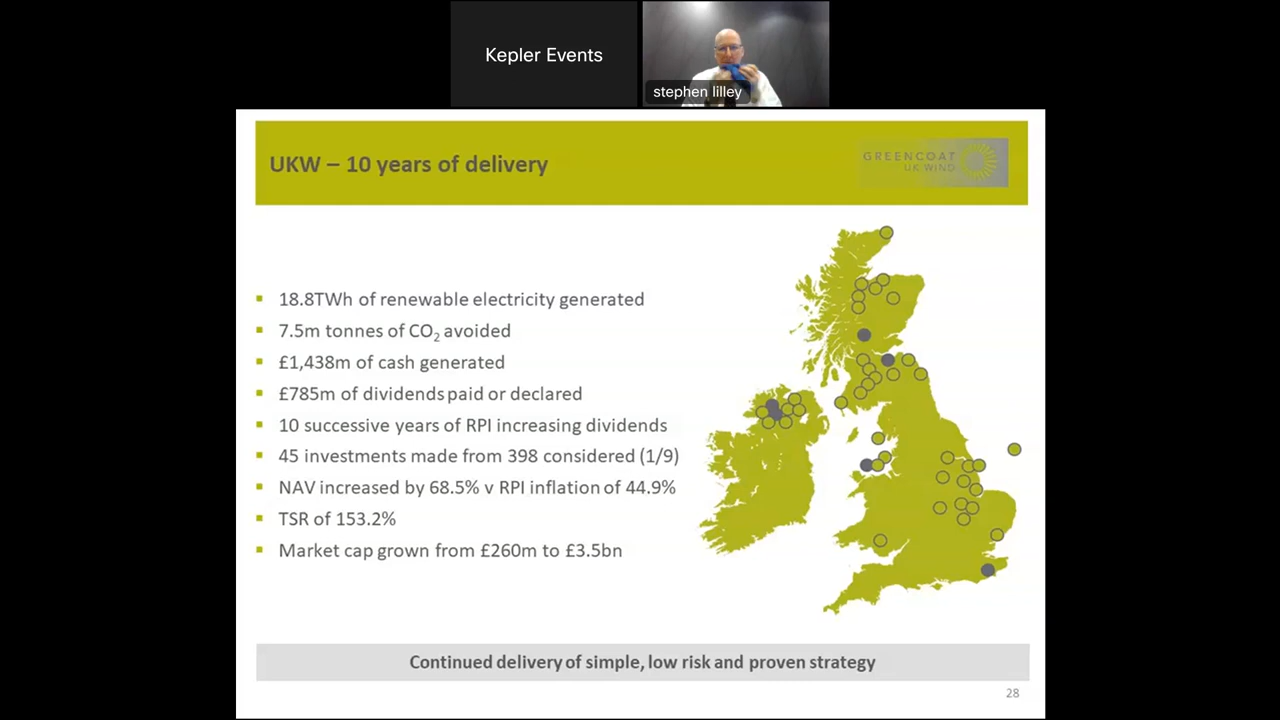 Kepler Events
stephen lilley
UKW – 10 years of delivery
GREENCOAT
UK WIND
18.8TWh of renewable electricity generated
7.5m tonnes of CO₂ avoided
£1,438m of cash generated
£785m of dividends paid or declared
10 successive years of RPI increasing dividends
45 investments made from 398 considered (1/9)
NAV increased by 68.5% v RPI inflation of 44.9%
TSR of 153.2%
Market cap grown from £260m to £3.5bn
Continued delivery of simple, low risk and proven strategy
28